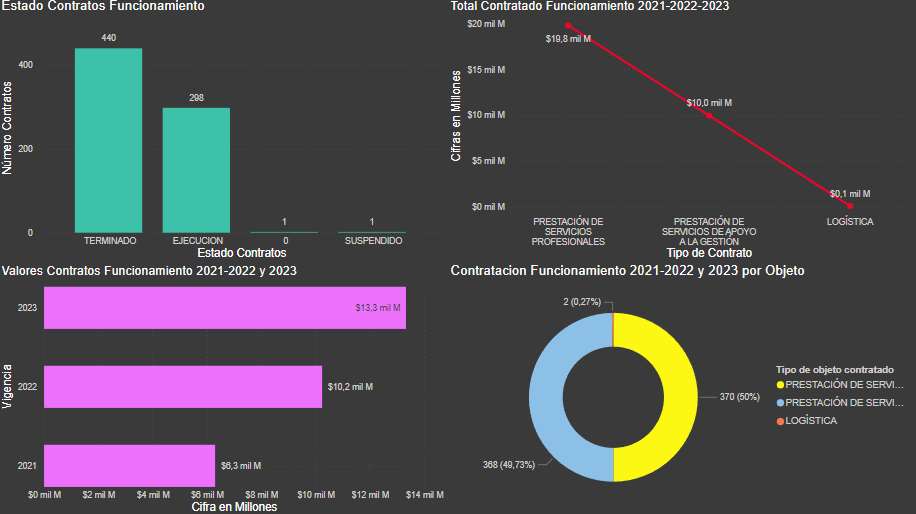 Estado Contratos Funcionamiento
Número Contratos
400
200
0
440
298
1
1
TERMINADO
EJECUCION
0
SUSPENDIDO
Estado Contratos
Total Contratado Funcionamiento 2021-2022-2023
Cifras en Millones
$20 mil M
$15 mil M
$10 mil M
$5 mil M
$0 mil M
$19,8 mil M
$10,0 mil M
$0,1 mil M
PRESTACIÓN DE
SERVICIOS
PROFESIONALES
PRESTACIÓN DE
SERVICIOS DE APOYO
A LA GESTIÓN
LOGÍSTICA
Tipo de Contrato
Valores Contratos Funcionamiento 2021-2022 y 2023
Vigencia
2023
$13,3 mil M
2022
$10,2 mil M
2021
$6,3 mil M
$0 mil M
$2 mil M
$4 mil M
$6 mil M
$8 mil M
$10 mil M
$12 mil M
$14 mil M
Cifra en Millones
Contratacion Funcionamiento 2021-2022 y 2023 por Objeto
2 (0,27%)
370 (50%)
368 (49,73%)
Tipo de objeto contratado
PRESTACIÓN DE SERVI...
PRESTACIÓN DE SERVI...
LOGÍSTICA